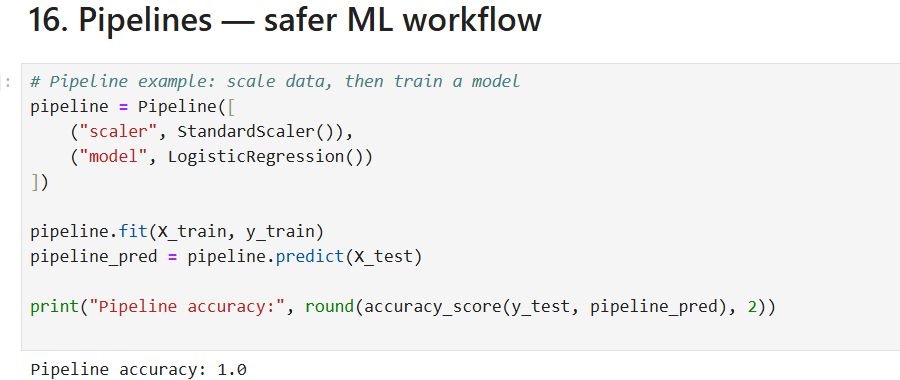 16. Pipelines — safer ML workflow
]:
# Pipeline example: scale data, then train a model
pipeline = Pipeline([
    ("scaler", StandardScaler()),
    ("model", LogisticRegression())
])
pipeline.fit(X_train, y_train)
pipeline_pred = pipeline.predict(X_test)
print("Pipeline accuracy:", round(accuracy_score(y_test, pipeline_pred), 2))
Pipeline accuracy: 1.0